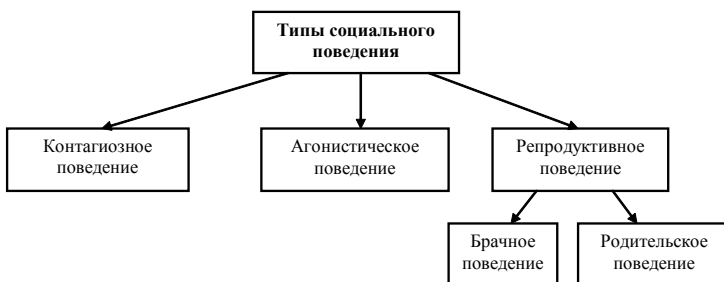 Типы социального
поведения
Контагиозное
поведение
Агонистическое
поведение
Репродуктивное
поведение
Брачное
поведение
Родительское
поведение